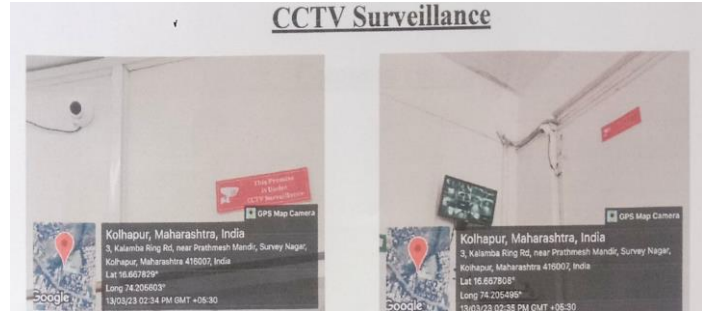 CCTV Surveillance
This Premise
is Under
CCTV Surveillance
GPS Map Camera
Kolhapur, Maharashtra, India
3, Kalamba Ring Rd, near Prathmesh Mandir, Survey Nagar,
Kolhapur, Maharashtra 416007, India
Lat 16.667829°
Long 74.205603°
13/03/23 02:34 PM GMT +05:30
Google
GPS Map Camera
Kolhapur, Maharashtra, India
3, Kalamba Ring Rd, near Prathmesh Mandir, Survey Nagar,
Kolhapur, Maharashtra 416007, India
Lat 16.667808°
Long 74.205495°
13/03/23 02:35 PM GMT +05:30
Google